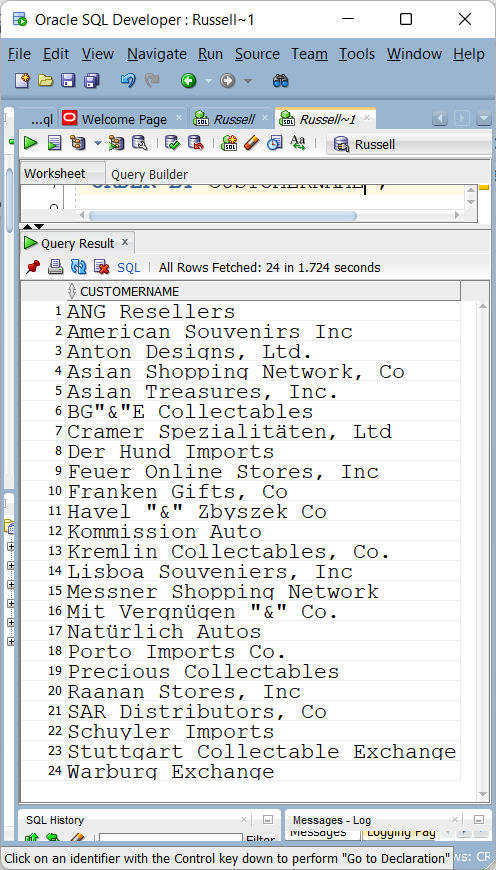 Oracle SQL Developer : Russell~1
File Edit View Navigate Run Source Team Tools Window Help
...ql Welcome Page Russell Russell~1
SQL Aa Russell
Worksheet Query Builder
ORDER BY CUSTOMERNAME ;
Query Result
SQL All Rows Fetched: 24 in 1.724 seconds
CUSTOMERNAME
1 ANG Resellers
2 American Souvenirs Inc
3 Anton Designs, Ltd.
4 Asian Shopping Network, Co
5 Asian Treasures, Inc.
6 BG"&"E Collectables
7 Cramer Spezialitäten, Ltd
8 Der Hund Imports
9 Feuer Online Stores, Inc
10 Franken Gifts, Co
11 Havel "&" Zbyszek Co
12 Kommission Auto
13 Kremlin Collectables, Co.
14 Lisboa Souveniers, Inc
15 Messner Shopping Network
16 Mit Vergnügen "&" Co.
17 Natürlich Autos
18 Porto Imports Co.
19 Precious Collectables
20 Raanan Stores, Inc
21 SAR Distributors, Co
22 Schuyler Imports
23 Stuttgart Collectable Exchange
24 Warburg Exchange
SQL History Messages - Log
Filter Messages Logging Pag
Click on an identifier with the Control key down to perform "Go to Declaration" ws: CR